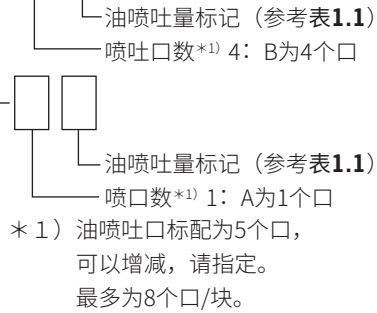 油喷吐量标记（参考表1.1）
喷吐口数*1) 4：B为4个口
油喷吐量标记（参考表1.1）
喷口数*1) 1：A为1个口
＊１）油喷吐口标配为5个口，
可以增减，请指定。
最多为8个口/块。